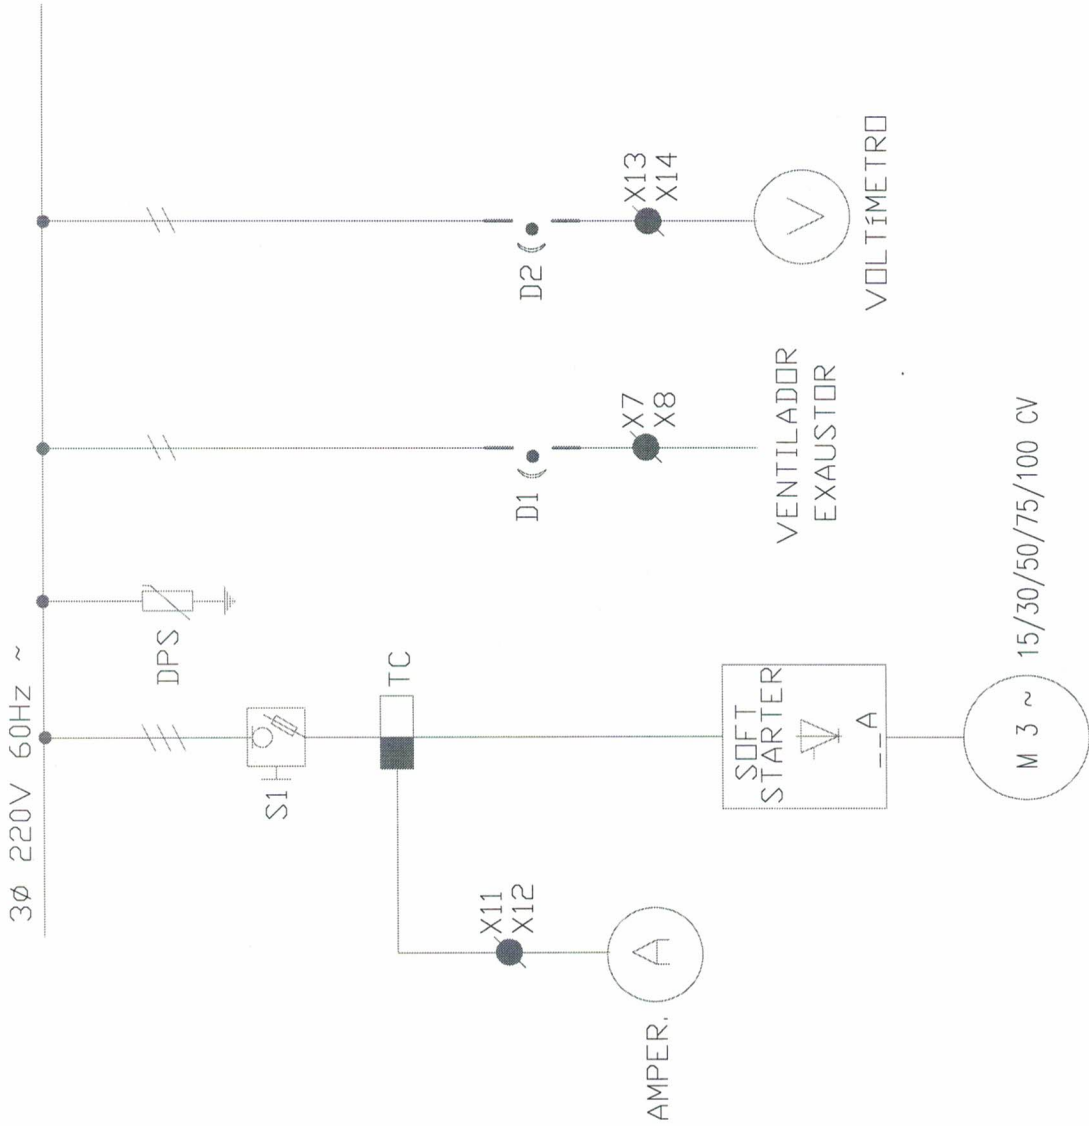 3Ø 220V 60Hz ~
DPS
S1
TC
X11
X12
A
AMPER.
SOFT
STARTER
__A
M 3 ~
15/30/50/75/100 CV
D1
X7
X8
VENTILADOR
EXAUSTOR
D2
X13
X14
V
VOLTíMETRO